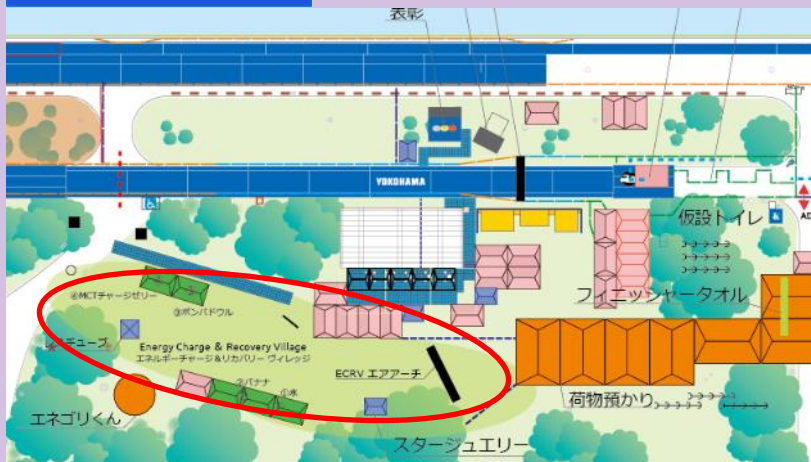 表彰
YOKOHAMA
仮設トイレ
④MCTチャージゼリー
③ポンパドウル
フィニッシャータオル
Energy Charge & Recovery Village
エネルギーチャージ&リカバリー ヴィレッジ
ECRV エアアーチ
②バナナ
①水
エネゴリくん
荷物預かり
スタージュエリー